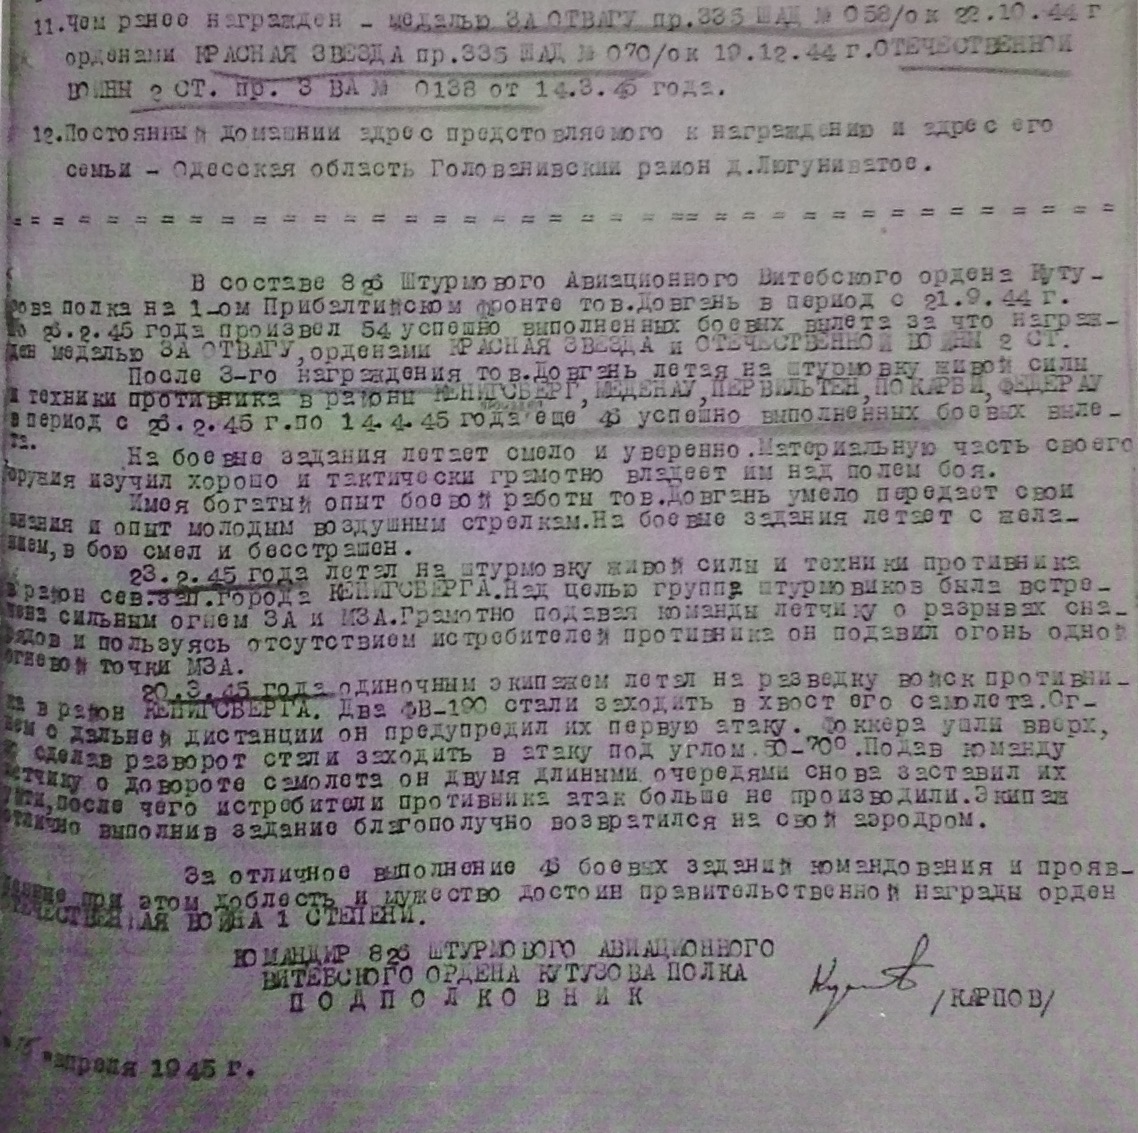 11.Чем ранее награжден - медалью ЗА ОТВАГУ пр.335 ШАД № 058/ок 22.10.44 г
орденами КРАСНАЯ ЗВЕЗДА пр.335 ШАД № 070/ок 19.12.44 г.ОТЕЧЕСТВЕННОЙ
ВОЙНЫ 2 СТ. пр. 3 ВА № 0138 от 14.3.45 года.
12.Постоянный домашний адрес предстовляемого к награждению и адрес его
семьи - Одесская область Голованивский район д.Люгуниватое.
В составе 826 Штурмового Авиационного Витебского ордена Куту-
зова полка на 1-ом Прибалтийском фронте тов.Довгань в период с 21.9.44 г.
по 26.2.45 года произвел 54 успешно выполненных боевых вылета за что награж-
ден медалью ЗА ОТВАГУ,орденами КРАСНАЯ ЗВЕЗДА и ОТЕЧЕСТВЕННОЙ ВОЙНЫ 2 СТ.
После 3-го награждения тов.Довгань летая на штурмовку живой силы
и техники противника в районы КЕНИГСБЕРГ,МЕДЕНАУ,ПЕРВИЛЬТЕН,ПОКАРБИ,ФЕДЕРАУ
в период с 26.2.45 г.по 14.4.45 года еще 46 успешно выполненных боевых выле-
та.
На боевые задания летает смело и уверенно.Материальную часть своего
оружия изучил хорошо и тактически грамотно владеет им над полем боя.
Имея богатый опыт боевой работы тов.Довгань умело передает свои
знания и опыт молодым воздушным стрелкам.На боевые задания летает с жела-
нием,в бою смел и бесстрашен.
23.2.45 года летал на штурмовку живой силы и техники противника
в район сев.зап.города КЕНИГСБЕРГА.Над целью группа штурмовиков была встре-
чена сильным огнем ЗА и МЗА.Грамотно подавая команды летчику о разрывах сна-
рядов и пользуясь отсутствием истребителей противника он подавил огонь одной
огневой точки МЗА.
20.3.45 года одиночным экипажем летал на разведку войск противни-
ка в район КЕНИГСБЕРГА. Два ФВ-190 стали заходить в хвост его самолета.Ог-
нем с дальней дистанции он предупредил их первую атаку. Фоккера ушли вверх,
и сделав разворот стали заходить в атаку под углом 50-70°.Подав команду
летчику о довороте самолета он двумя длиными очередями снова заставил их
уйти,после чего истребители противника атак больше не производили.Экипаж
отлично выполнив задание благополучно возвратился на свой аэродром.
За отличное выполнение 46 боевых заданий командования и прояв-
ление при этом доблесть и мужество достоин правительственной награды орден
ОТЕЧЕСТВЕННАЯ ВОЙНА 1 СТЕПЕНИ.
КОМАНДИР 826 ШТУРМОВОГО АВИАЦИОННОГО
ВИТЕБСКОГО ОРДЕНА КУТУЗОВА ПОЛКА
П О Д П О Л К О В Н И К /КАРПОВ/
апреля 1945 г.